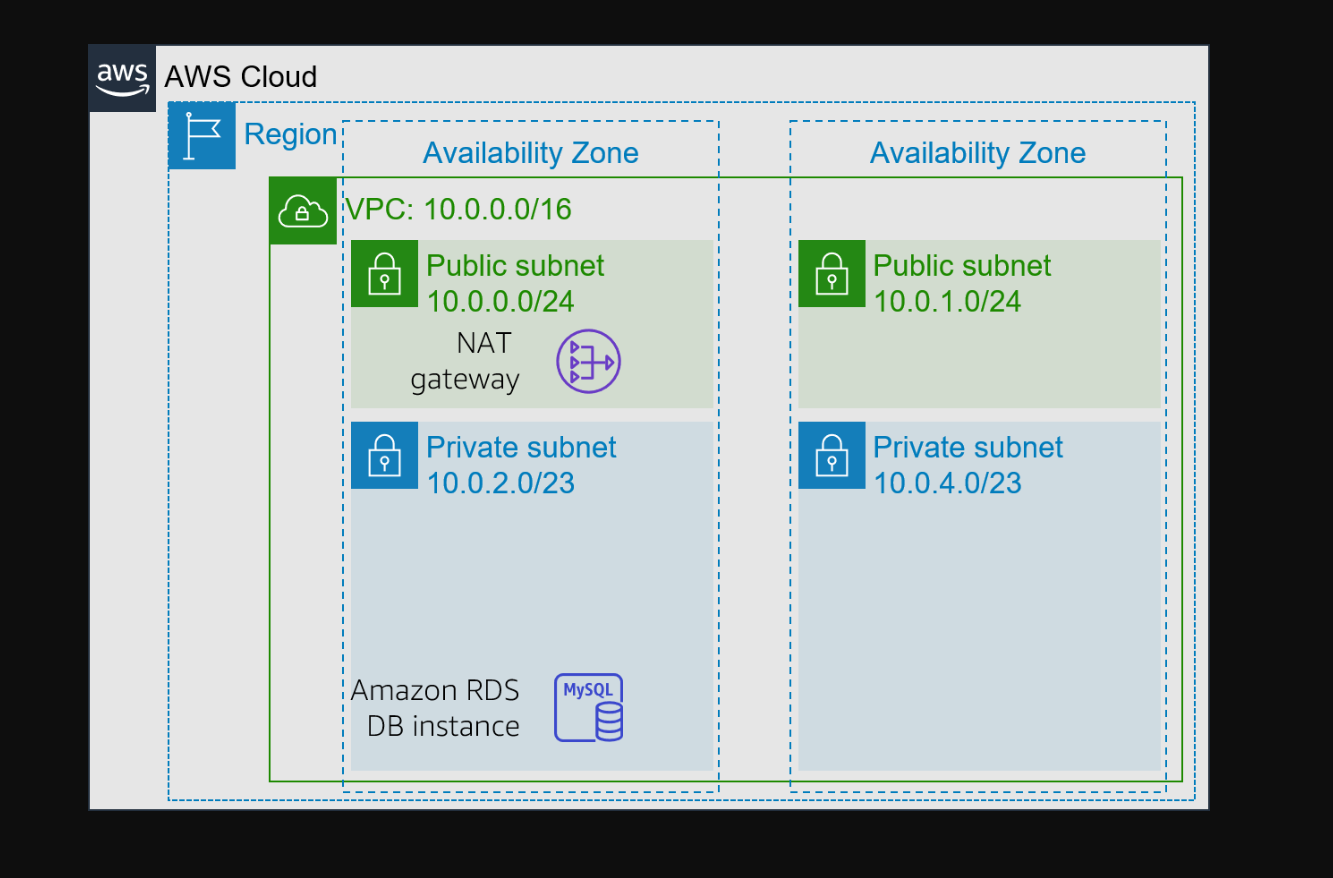 aws
AWS Cloud
Region
Availability Zone
Availability Zone
VPC: 10.0.0.0/16
Public subnet
10.0.0.0/24
NAT
gateway
Public subnet
10.0.1.0/24
Private subnet
10.0.2.0/23
Amazon RDS
DB instance
MySQL
Private subnet
10.0.4.0/23